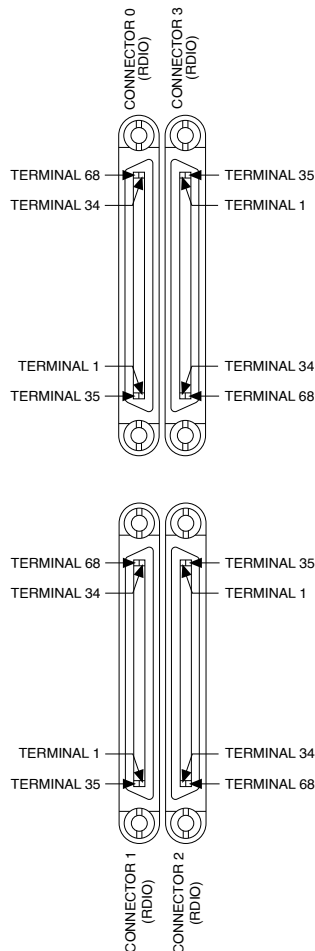 CONNECTOR 0
(RDIO)
CONNECTOR 3
(RDIO)
TERMINAL 68
TERMINAL 35
TERMINAL 34
TERMINAL 1
TERMINAL 1
TERMINAL 34
TERMINAL 35
TERMINAL 68
TERMINAL 68
TERMINAL 35
TERMINAL 34
TERMINAL 1
TERMINAL 1
TERMINAL 34
TERMINAL 35
TERMINAL 68
CONNECTOR 1
(RDIO)
CONNECTOR 2
(RDIO)